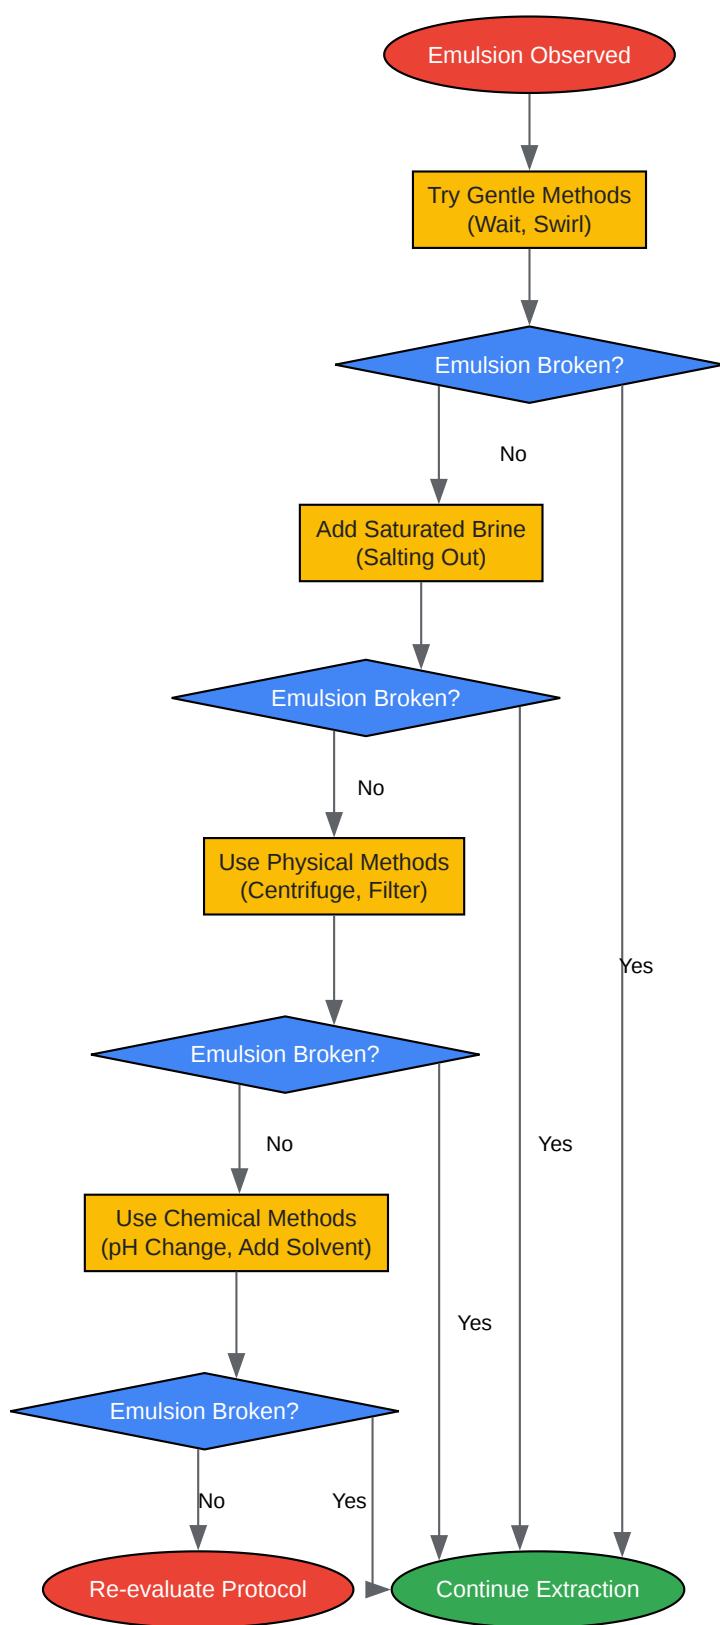 Emulsion Observed
Try Gentle Methods
(Wait, Swirl)
Emulsion Broken?
No
Add Saturated Brine
(Salting Out)
Emulsion Broken?
No
Use Physical Methods
(Centrifuge, Filter)
Yes
Emulsion Broken?
No
Yes
Use Chemical Methods
(pH Change, Add Solvent)
Yes
Emulsion Broken?
No
Yes
Re-evaluate Protocol
Continue Extraction